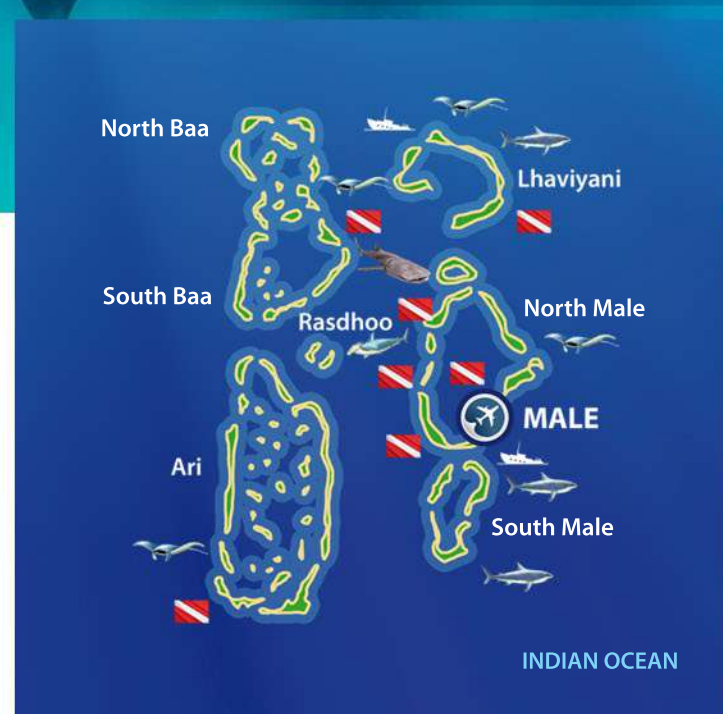 North Baa
Lhaviyani
South Baa
North Male
Rasdhoo
MALE
Ari
South Male
INDIAN OCEAN